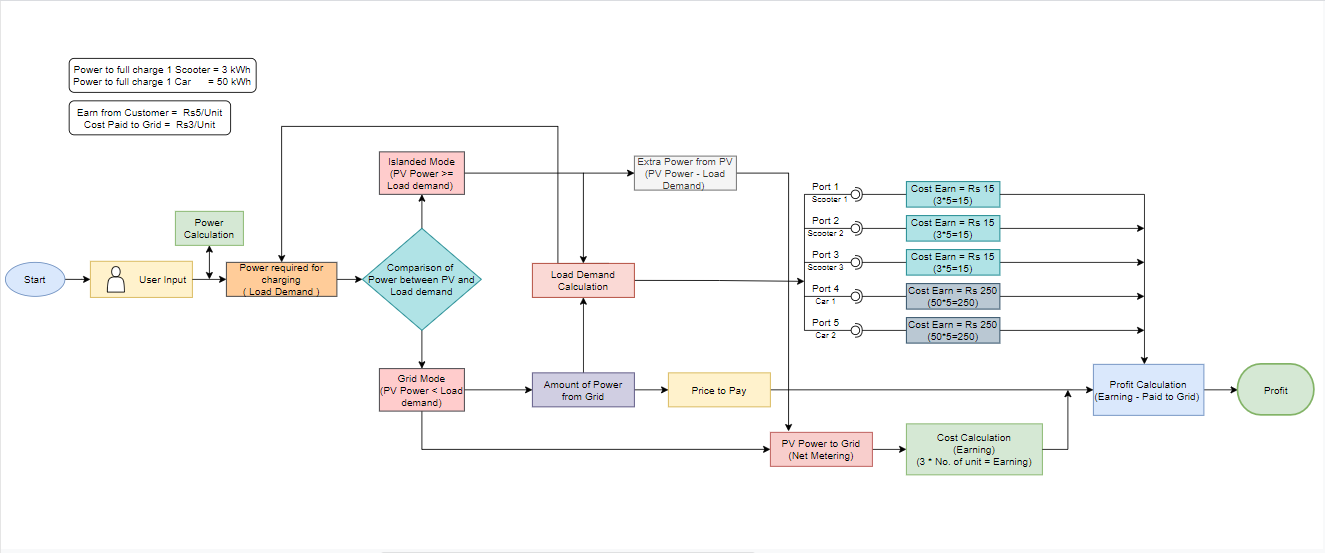 Power to full charge 1 Scooter = 3 kWh
Power to full charge 1 Car = 50 kWh
Earn from Customer = Rs5/Unit
Cost Paid to Grid = Rs3/Unit
Start
User Input
Power
Calculation
Power required for
charging
( Load Demand )
Comparison of
Power between PV and
Load demand
Islanded Mode
(PV Power >=
Load demand)
Grid Mode
(PV Power < Load
demand)
Extra Power from PV
(PV Power - Load
Demand)
Load Demand
Calculation
Amount of Power
from Grid
Price to Pay
PV Power to Grid
(Net Metering)
Port 1
Scooter 1
Port 2
Scooter 2
Port 3
Scooter 3
Port 4
Car 1
Port 5
Car 2
Cost Earn = Rs 15
(3*5=15)
Cost Earn = Rs 15
(3*5=15)
Cost Earn = Rs 15
(3*5=15)
Cost Earn = Rs 250
(50*5=250)
Cost Earn = Rs 250
(50*5=250)
Cost Calculation
(Earning)
(3 * No. of unit = Earning)
Profit Calculation
(Earning - Paid to Grid)
Profit